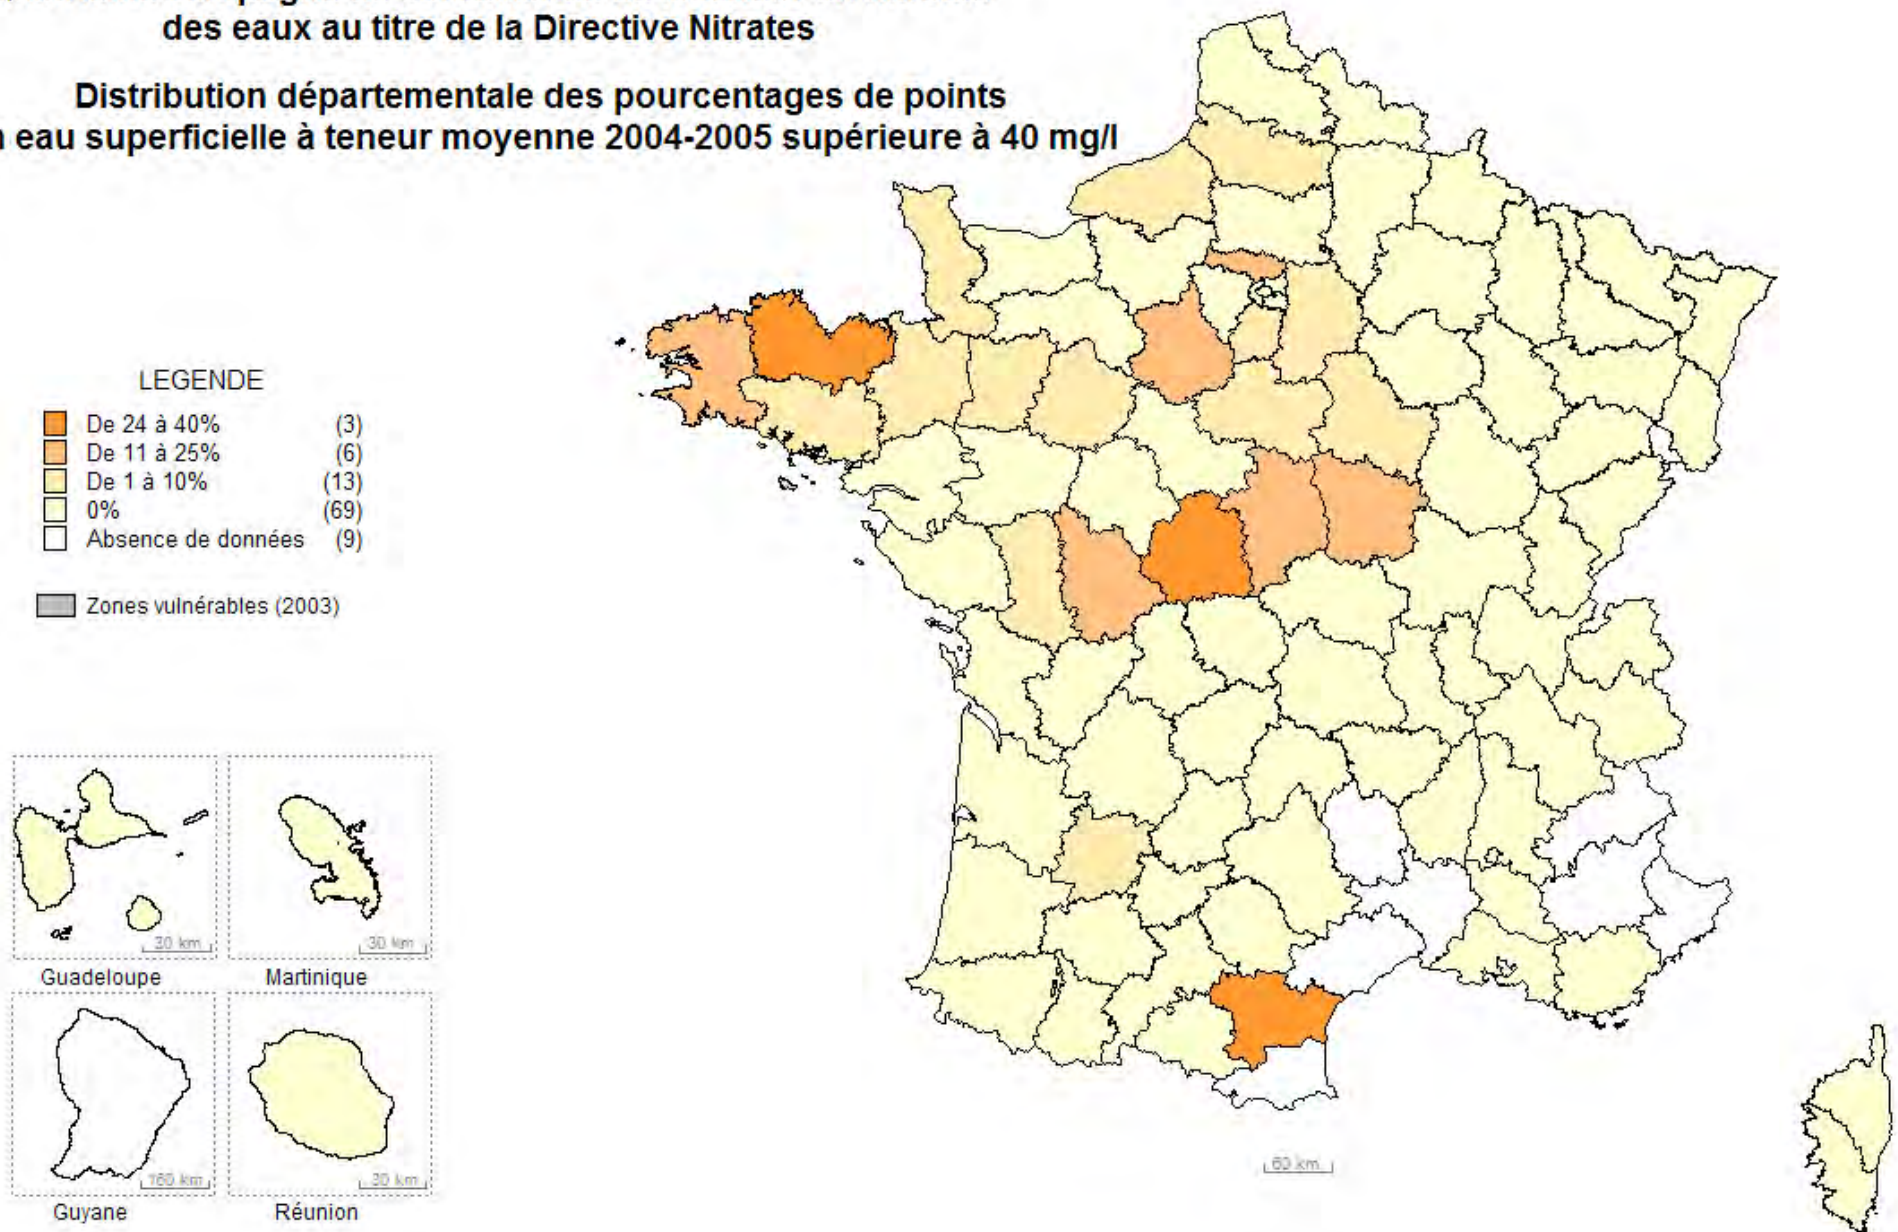 des eaux au titre de la Directive Nitrates
Distribution départementale des pourcentages de points
eau superficielle à teneur moyenne 2004-2005 supérieure à 40 mg/l
LEGENDE
De 24 à 40% (3)
De 11 à 25% (6)
De 1 à 10% (13)
0% (69)
Absence de données (9)
Zones vulnérables (2003)
30 km
30 km
Guadeloupe Martinique
160 km
30 km
Guyane Réunion
60 km